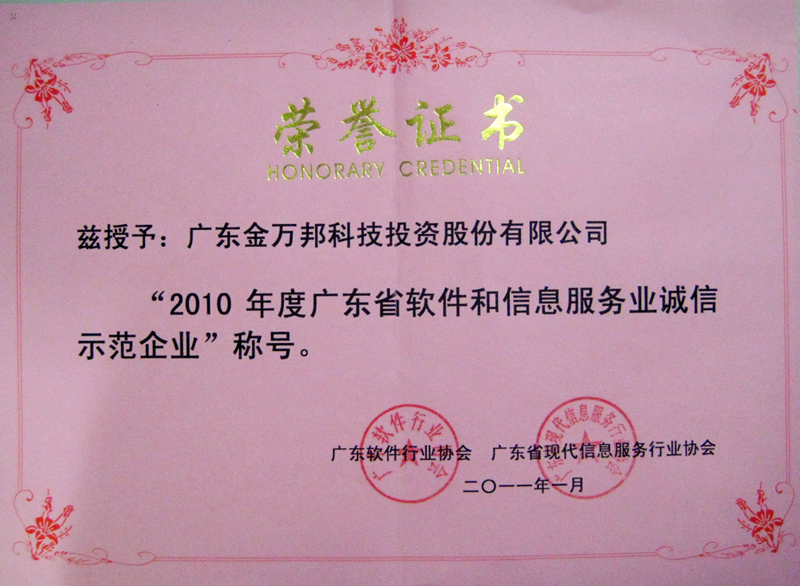 荣誉证书
HONORARY CREDENTIAL
兹授予：广东金万邦科技投资股份有限公司
“2010 年度广东省软件和信息服务业诚信
示范企业”称号。
广东软件行业协会 广东省现代信息服务行业协会
二〇一一年一月